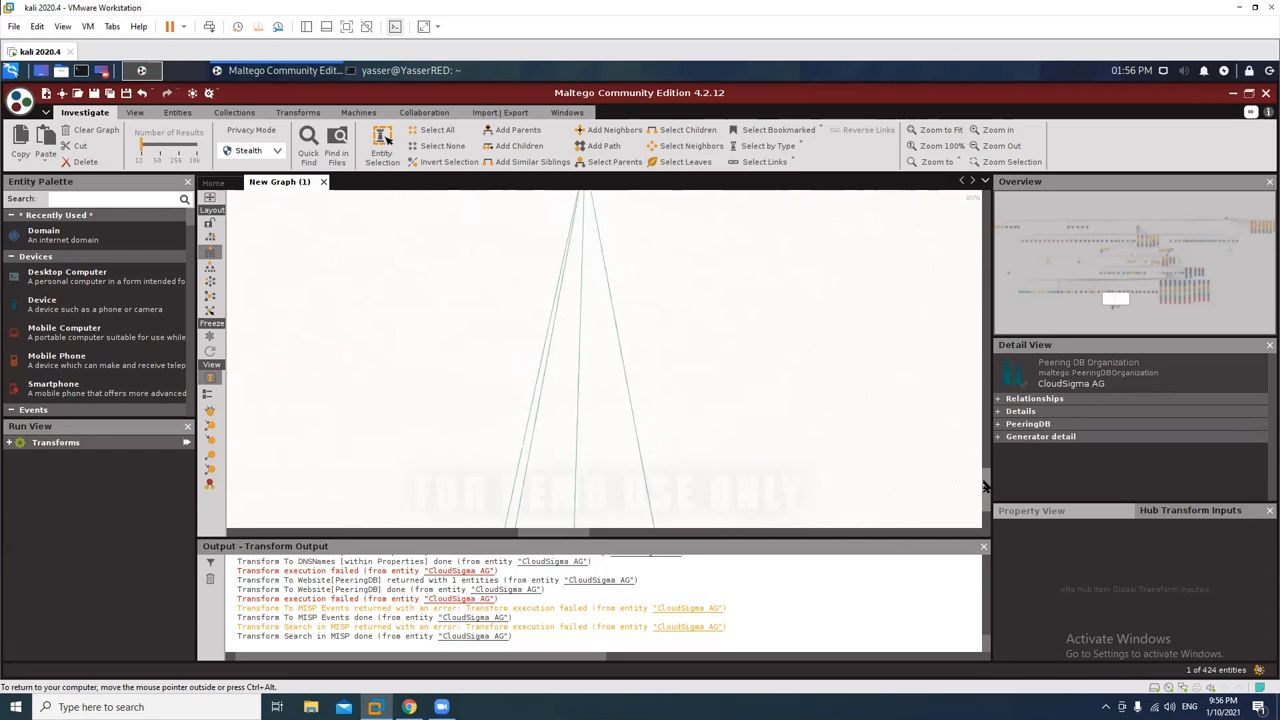 kali 2020.4 - VMware Workstation
File Edit View VM Tabs Help
kali 2020.4
Maltego Community Edit... yasser@YasserRED: ~ 01:56 PM
Maltego Community Edition 4.2.12
Investigate View Entities Collections Transforms Machines Collaboration Import | Export Windows
Copy Paste Clear Graph Cut Delete
Number of Results 12 50 256 10k
Privacy Mode Stealth
Quick Find Find in Files Entity Selection
Select All Select None Invert Selection
Add Parents Add Children Add Similar Siblings
Add Neighbors Add Path Select Parents
Select Children Select Neighbors Select Leaves
Select Bookmarked Select by Type Select Links
Reverse Links
Zoom to Fit Zoom 100% Zoom to
Zoom In Zoom Out Zoom Selection
Entity Palette
Search:
* Recently Used *
Domain
An internet domain
Devices
Desktop Computer
A personal computer in a form intended fo
Device
A device such as a phone or camera
Mobile Computer
A portable computer suitable for use while
Mobile Phone
A device which can make and receive telep
Smartphone
A mobile phone that offers more advanced
Events
Run View
Transforms
Home New Graph (1)
Layout
Freeze
View
80%
FOR DEMO USE ONLY
Output - Transform Output
Transform To DNSNames [within Properties] done (from entity "CloudSigma AG")
Transform execution failed (from entity "CloudSigma AG")
Transform To Website[PeeringDB] returned with 1 entities (from entity "CloudSigma AG")
Transform To Website[PeeringDB] done (from entity "CloudSigma AG")
Transform execution failed (from entity "CloudSigma AG")
Transform To MISP Events returned with an error: Transform execution failed (from entity "CloudSigma AG")
Transform To MISP Events done (from entity "CloudSigma AG")
Transform Search in MISP returned with an error: Transform execution failed (from entity "CloudSigma AG")
Transform Search in MISP done (from entity "CloudSigma AG")
Overview
Detail View
Peering DB Organization
maltego.PeeringDBOrganization
CloudSigma AG
Relationships
Details
PeeringDB
Generator detail
Property View Hub Transform Inputs
<No Hub Item Global Transform Inputs>
Activate Windows
Go to Settings to activate Windows.
1 of 424 entities
To return to your computer, move the mouse pointer outside or press Ctrl+Alt.
Type here to search
ENG
9:56 PM
1/10/2021